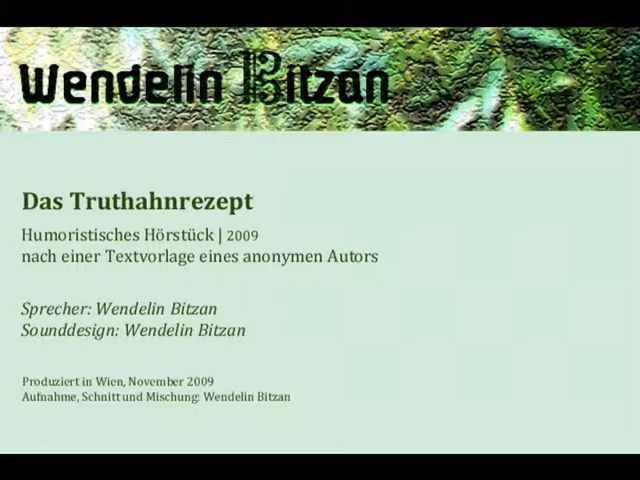 Wendelin Bitzan
Das Truthahnrezept
Humoristisches Hörstück | 2009
nach einer Textvorlage eines anonymen Autors
Sprecher: Wendelin Bitzan
Sounddesign: Wendelin Bitzan
Produziert in Wien, November 2009
Aufnahme, Schnitt und Mischung: Wendelin Bitzan